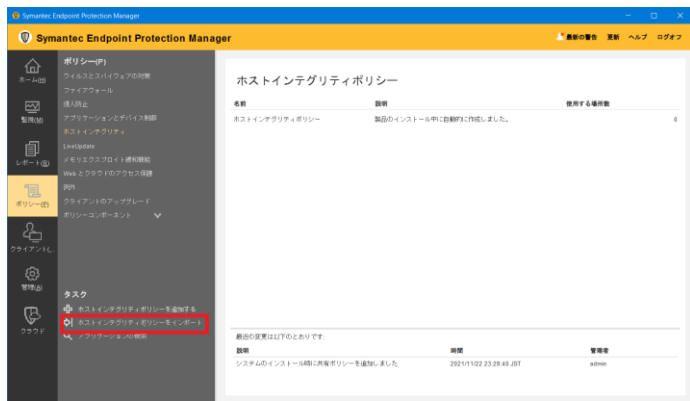 Symantec Endpoint Protection Manager
Symantec Endpoint Protection Manager
最新の警告 更新 ヘルプ ログオフ
ホーム(H)
監視(M)
レポート(R)
ポリシー(P)
クライアント(...
管理(A)
クラウド
ポリシー(P)
ウイルスとスパイウェアの対策
ファイアウォール
侵入防止
アプリケーションとデバイス制御
ホストインテグリティ
LiveUpdate
メモリエクスプロイト緩和機能
Web とクラウドのアクセス保護
例外
クライアントのアップグレード
ポリシーコンポーネント
タスク
ホストインテグリティポリシーを追加する
ホストインテグリティポリシーをインポート
アプリケーションの検索
ホストインテグリティポリシー
名前 説明 使用する場所数
ホストインテグリティポリシー 製品のインストール中に自動的に作成しました。 0
最近の変更は以下のとおりです:
説明 時間 管理者
システムのインストール時に共有ポリシーを追加しました 2021/11/22 23:28:40 JST admin